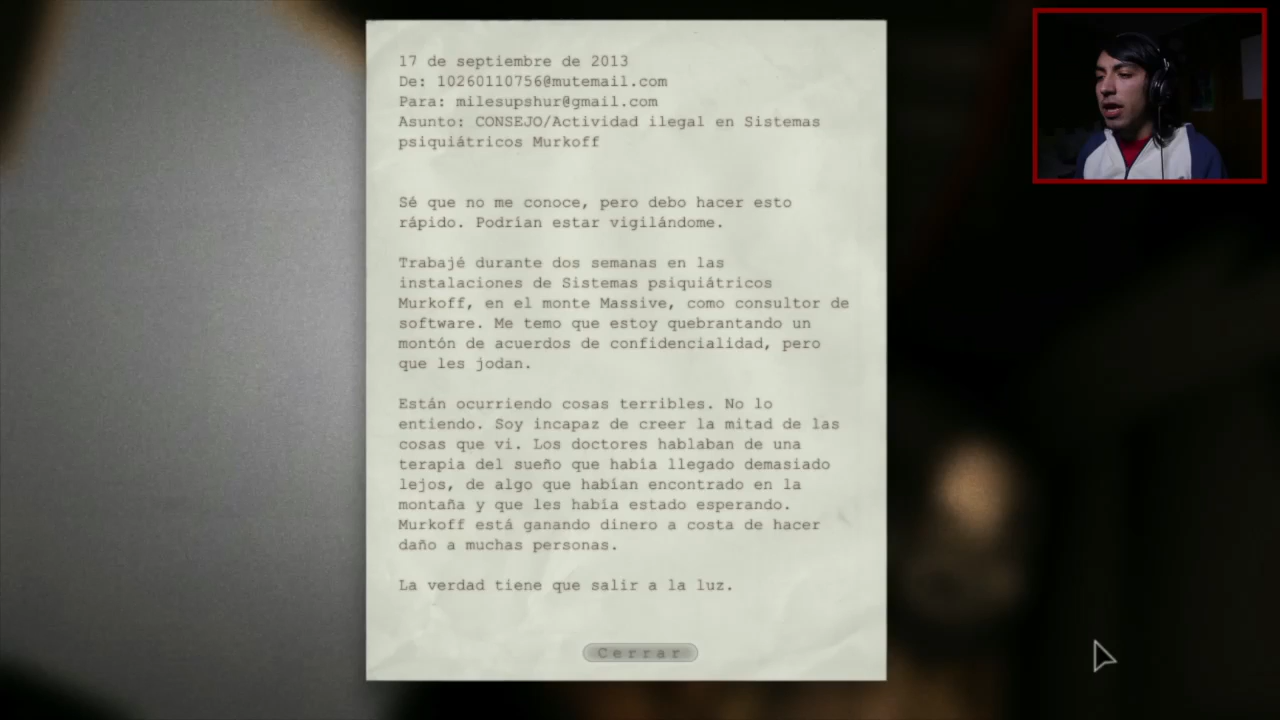 17 de septiembre de 2013
De: 10260110756@mutemail.com
Para: milesupshur@gmail.com
Asunto: CONSEJO/Actividad ilegal en Sistemas
psiquiátricos Murkoff
Sé que no me conoce, pero debo hacer esto
rápido. Podrían estar vigilándome.
Trabajé durante dos semanas en las
instalaciones de Sistemas psiquiátricos
Murkoff, en el monte Massive, como consultor de
software. Me temo que estoy quebrantando un
montón de acuerdos de confidencialidad, pero
que les jodan.
Están ocurriendo cosas terribles. No lo
entiendo. Soy incapaz de creer la mitad de las
cosas que vi. Los doctores hablaban de una
terapia del sueño que había llegado demasiado
lejos, de algo que habían encontrado en la
montaña y que les había estado esperando.
Murkoff está ganando dinero a costa de hacer
daño a muchas personas.
La verdad tiene que salir a la luz.
Cerrar